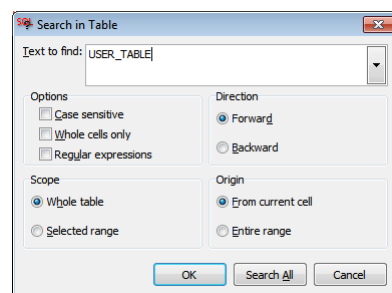 SQL Search in Table
Text to find: USER_TABLE
Options
Case sensitive
Whole cells only
Regular expressions
Direction
Forward
Backward
Scope
Whole table
Selected range
Origin
From current cell
Entire range
OK Search All Cancel